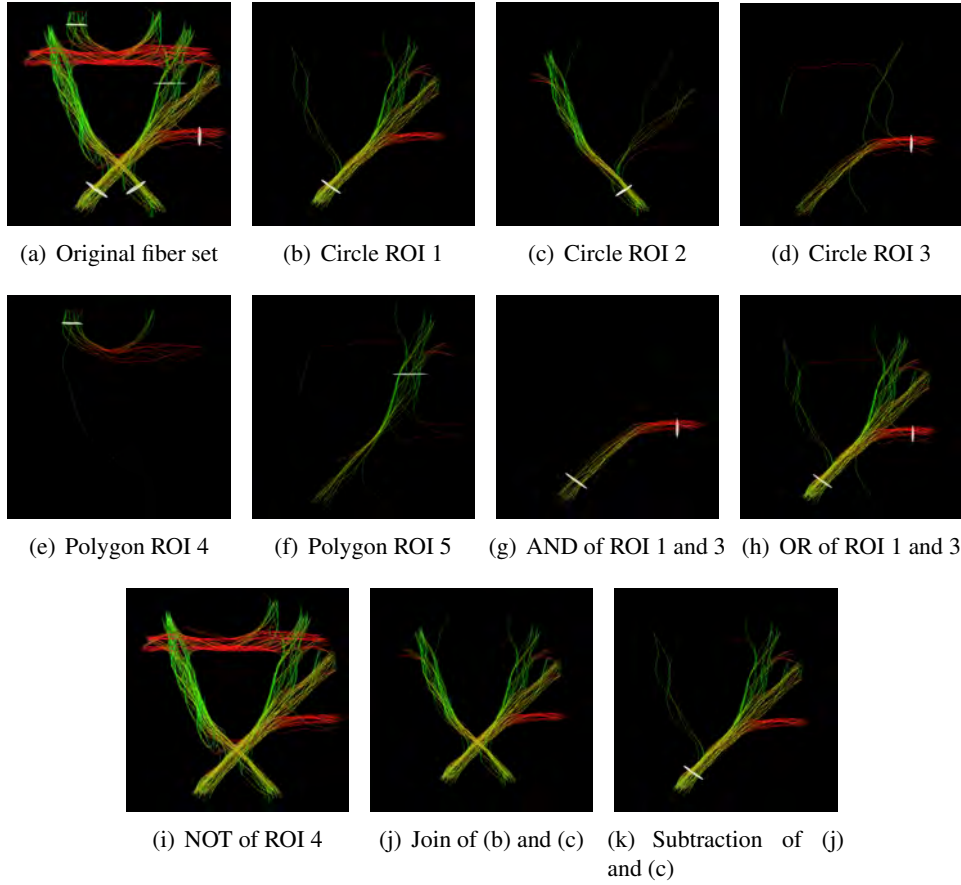 (a) Original fiber set
(b) Circle ROI 1
(c) Circle ROI 2
(d) Circle ROI 3
(e) Polygon ROI 4
(f) Polygon ROI 5
(g) AND of ROI 1 and 3
(h) OR of ROI 1 and 3
(i) NOT of ROI 4
(j) Join of (b) and (c)
(k) Subtraction of (j)
and (c)